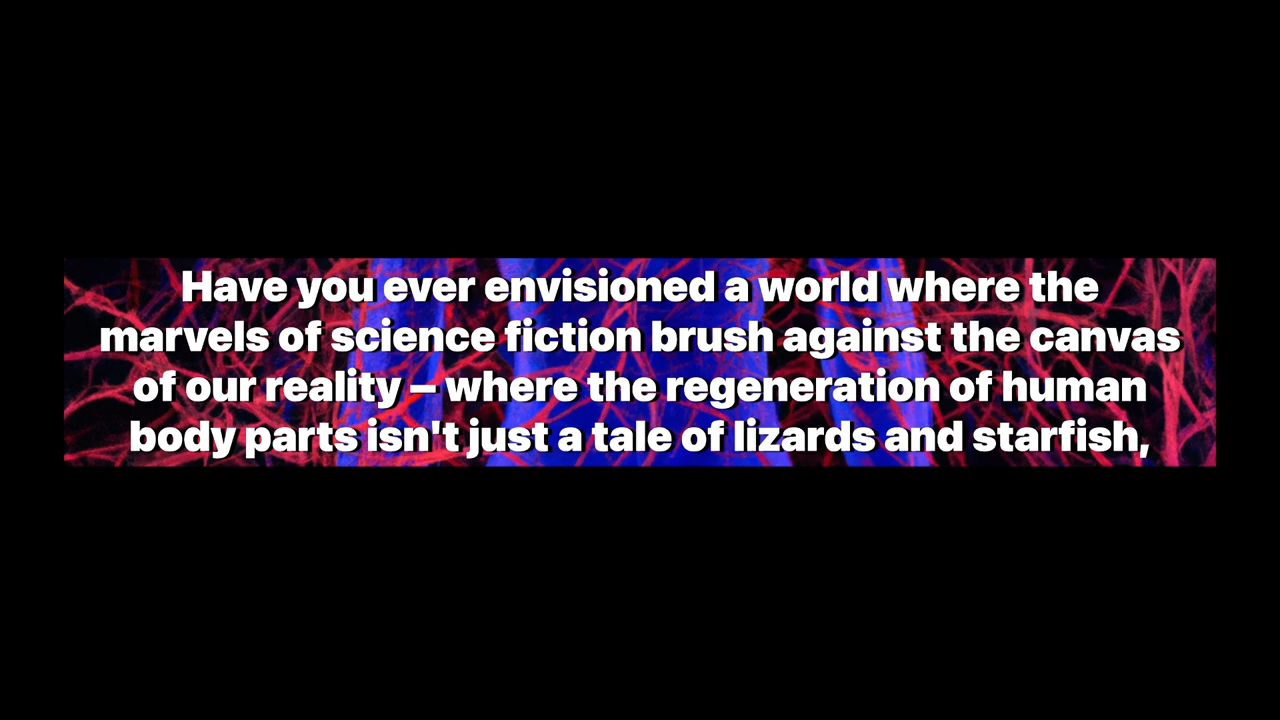 Have you ever envisioned a world where the
marvels of science fiction brush against the canvas
of our reality – where the regeneration of human
body parts isn't just a tale of lizards and starfish,